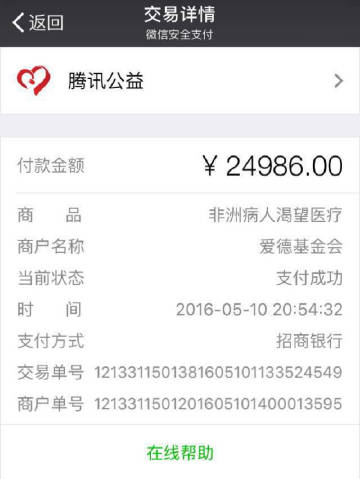 返回
交易详情
微信安全支付
腾讯公益
付款金额 ¥ 24986.00
商 品 非洲病人渴望医疗
商户名称 爱德基金会
当前状态 支付成功
时 间 2016-05-10 20:54:32
支付方式 招商银行
交易单号 1213311501381605101133524549
商户单号 1213311501201605101400013595
在线帮助